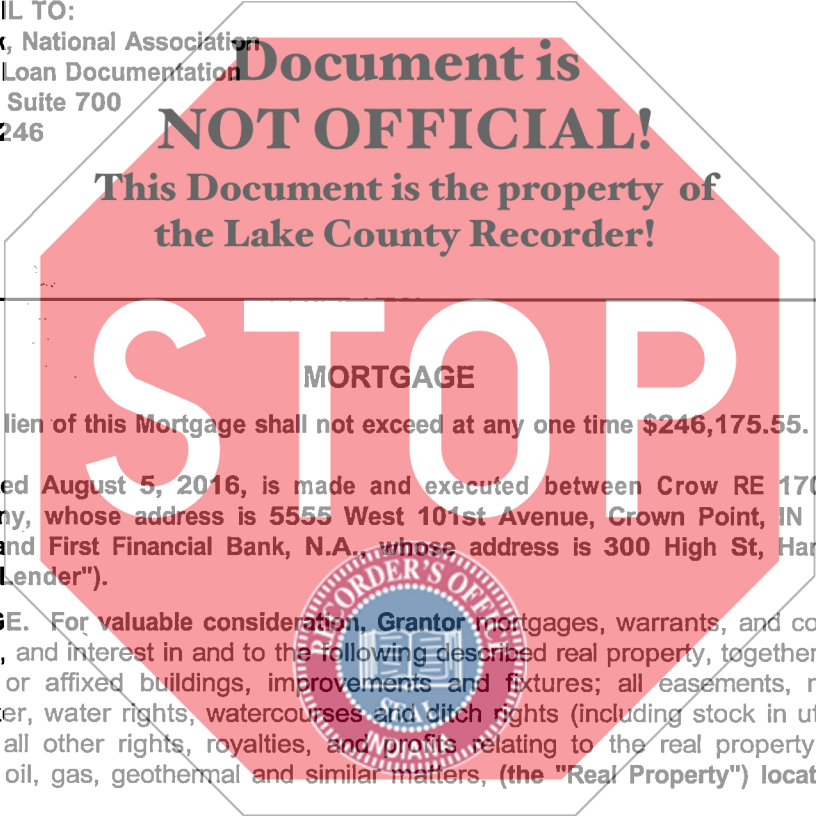 IL TO:
, National Association
Loan Documentation
Suite 700
246
Document is
NOT OFFICIAL!
This Document is the property of
the Lake County Recorder!
STOP
MORTGAGE
lien of this Mortgage shall not exceed at any one time $246,175.55.
ed August 5, 2016, is made and executed between Crow RE 170
ny, whose address is 5555 West 101st Avenue, Crown Point, IN
and First Financial Bank, N.A., whose address is 300 High St, Ham
Lender").
GE. For valuable consideration, Grantor mortgages, warrants, and co
, and interest in and to the following described real property, together
or affixed buildings, improvements and fixtures; all easements, r
er, water rights, watercourses and ditch rights (including stock in ut
all other rights, royalties, and profits relating to the real property
oil, gas, geothermal and similar matters, (the "Real Property") locat
RECORDER'S OFFICE
SEAL
INDIANA